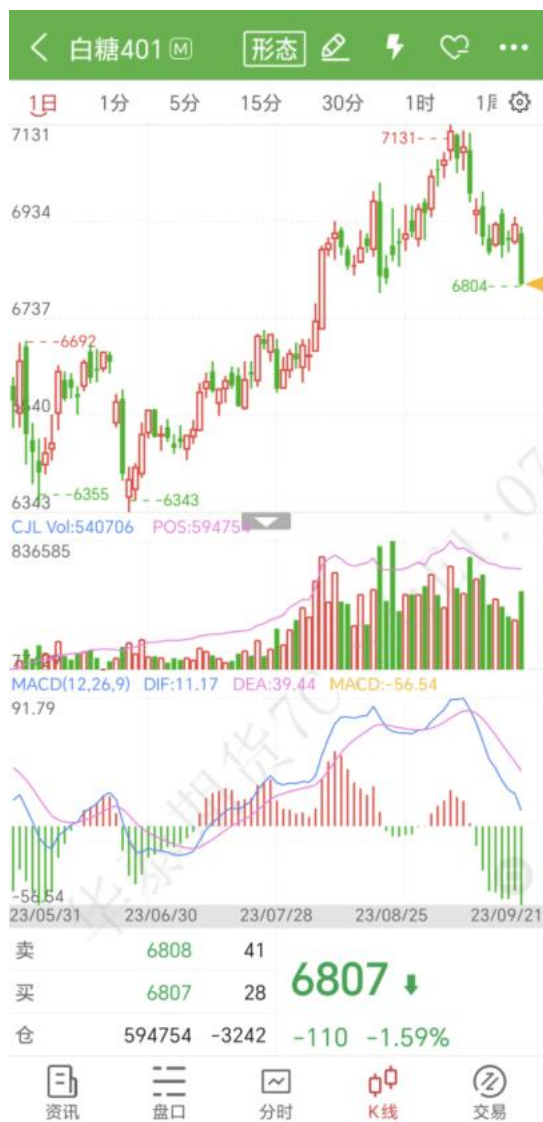 白糖401 M 形态
1日 1分 5分 15分 30分 1时
7131
7131
6934
6804
6737
6692
6355
6343
6343
CJL Vol:540706 POS:594754
836585
MACD(12,26,9) DIF:11.17 DEA:39.44 MACD:-56.54
91.79
-56.54
23/05/31 23/06/30 23/07/28 23/08/25 23/09/21
卖 6808 41
6807
买 6807 28
仓 594754 -3242
-110 -1.59%
资讯 盘口 分时 K线 交易